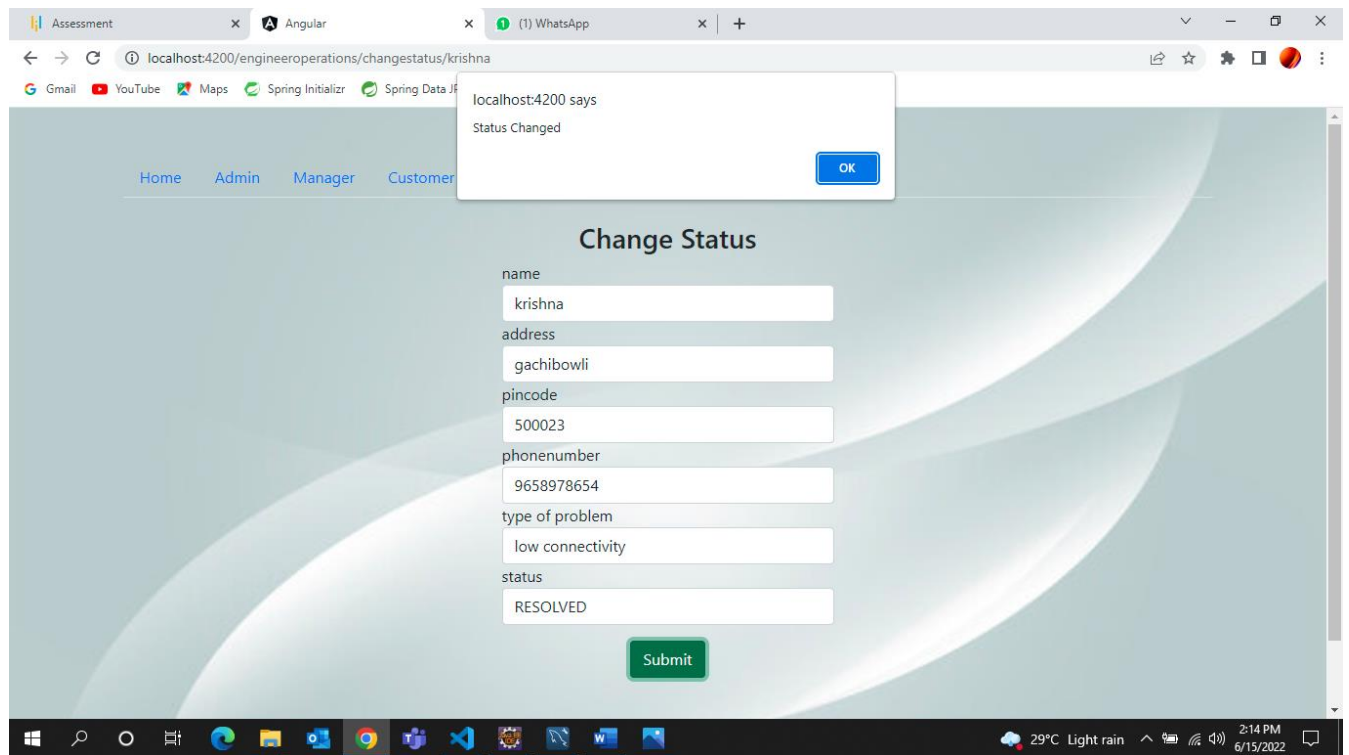 Assessment
Angular
(1) WhatsApp
localhost:4200/engineeroperations/changestatus/krishna
Gmail YouTube Maps Spring Initializr Spring Data
localhost:4200 says
Status Changed
OK
Home Admin Manager Customer
Change Status
name
krishna
address
gachibowli
pincode
500023
phonenumber
9658978654
type of problem
low connectivity
status
RESOLVED
Submit
29°C Light rain
2:14 PM
6/15/2022